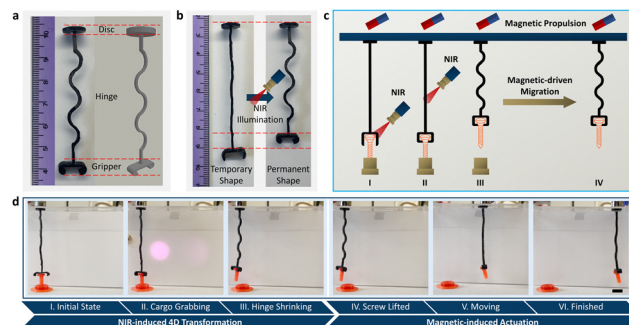 a
Disc
Hinge
Gripper
b
NIR
Illumination
Temporary
Shape
Permanent
Shape
c
Magnetic Propulsion
NIR
NIR
Magnetic-driven
Migration
I
II
III
IV
d
I. Initial State
II. Cargo Grabbing
III. Hinge Shrinking
IV. Screw Lifted
V. Moving
VI. Finished
NIR-induced 4D Transformation
Magnetic-induced Actuation